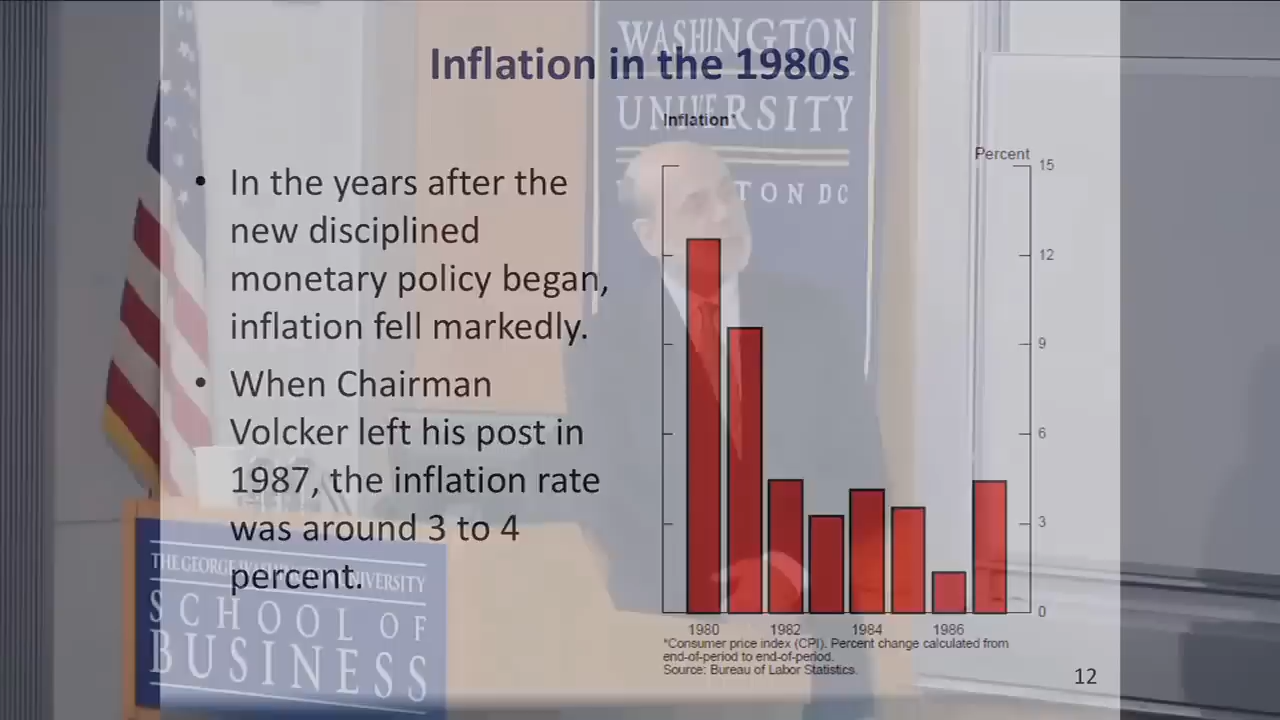 Inflation in the 1980s
WASHINGTON
UNIVERSITY
TON DC
• In the years after the
new disciplined
monetary policy began,
inflation fell markedly.
• When Chairman
Volcker left his post in
1987, the inflation rate
was around 3 to 4
percent.
Inflation*
Percent
15
12
9
6
3
0
1980 1982 1984 1986
*Consumer price index (CPI). Percent change calculated from
end-of-period to end-of-period.
Source: Bureau of Labor Statistics.
12
THE GEORGE WASHINGTON UNIVERSITY
SCHOOL OF
BUSINESS